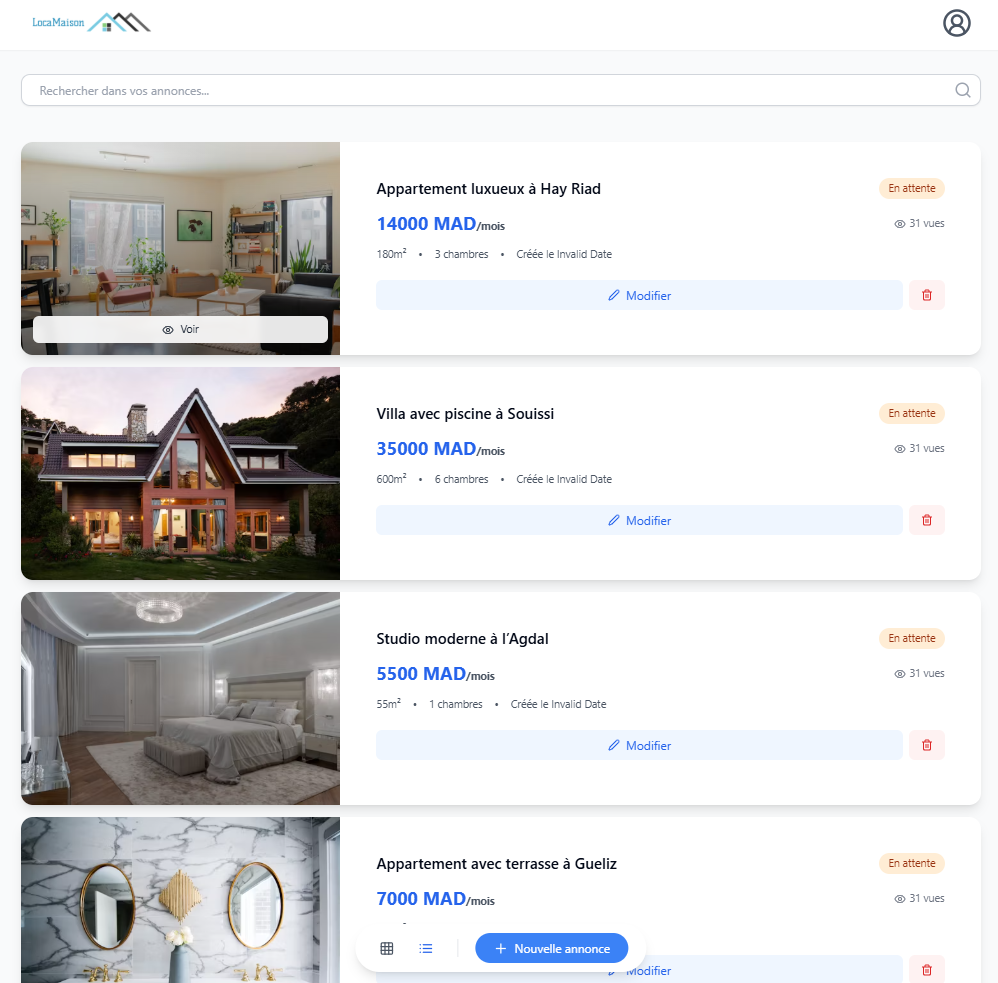 LocaMaison
Rechercher dans vos annonces...
Appartement luxueux à Hay Riad
En attente
14000 MAD/mois
31 vues
180m² • 3 chambres • Créée le Invalid Date
Modifier
Voir
Villa avec piscine à Souissi
En attente
35000 MAD/mois
31 vues
600m² • 6 chambres • Créée le Invalid Date
Modifier
Studio moderne à l'Agdal
En attente
5500 MAD/mois
31 vues
55m² • 1 chambres • Créée le Invalid Date
Modifier
Appartement avec terrasse à Gueliz
En attente
7000 MAD/mois
31 vues
Nouvelle annonce
Modifier